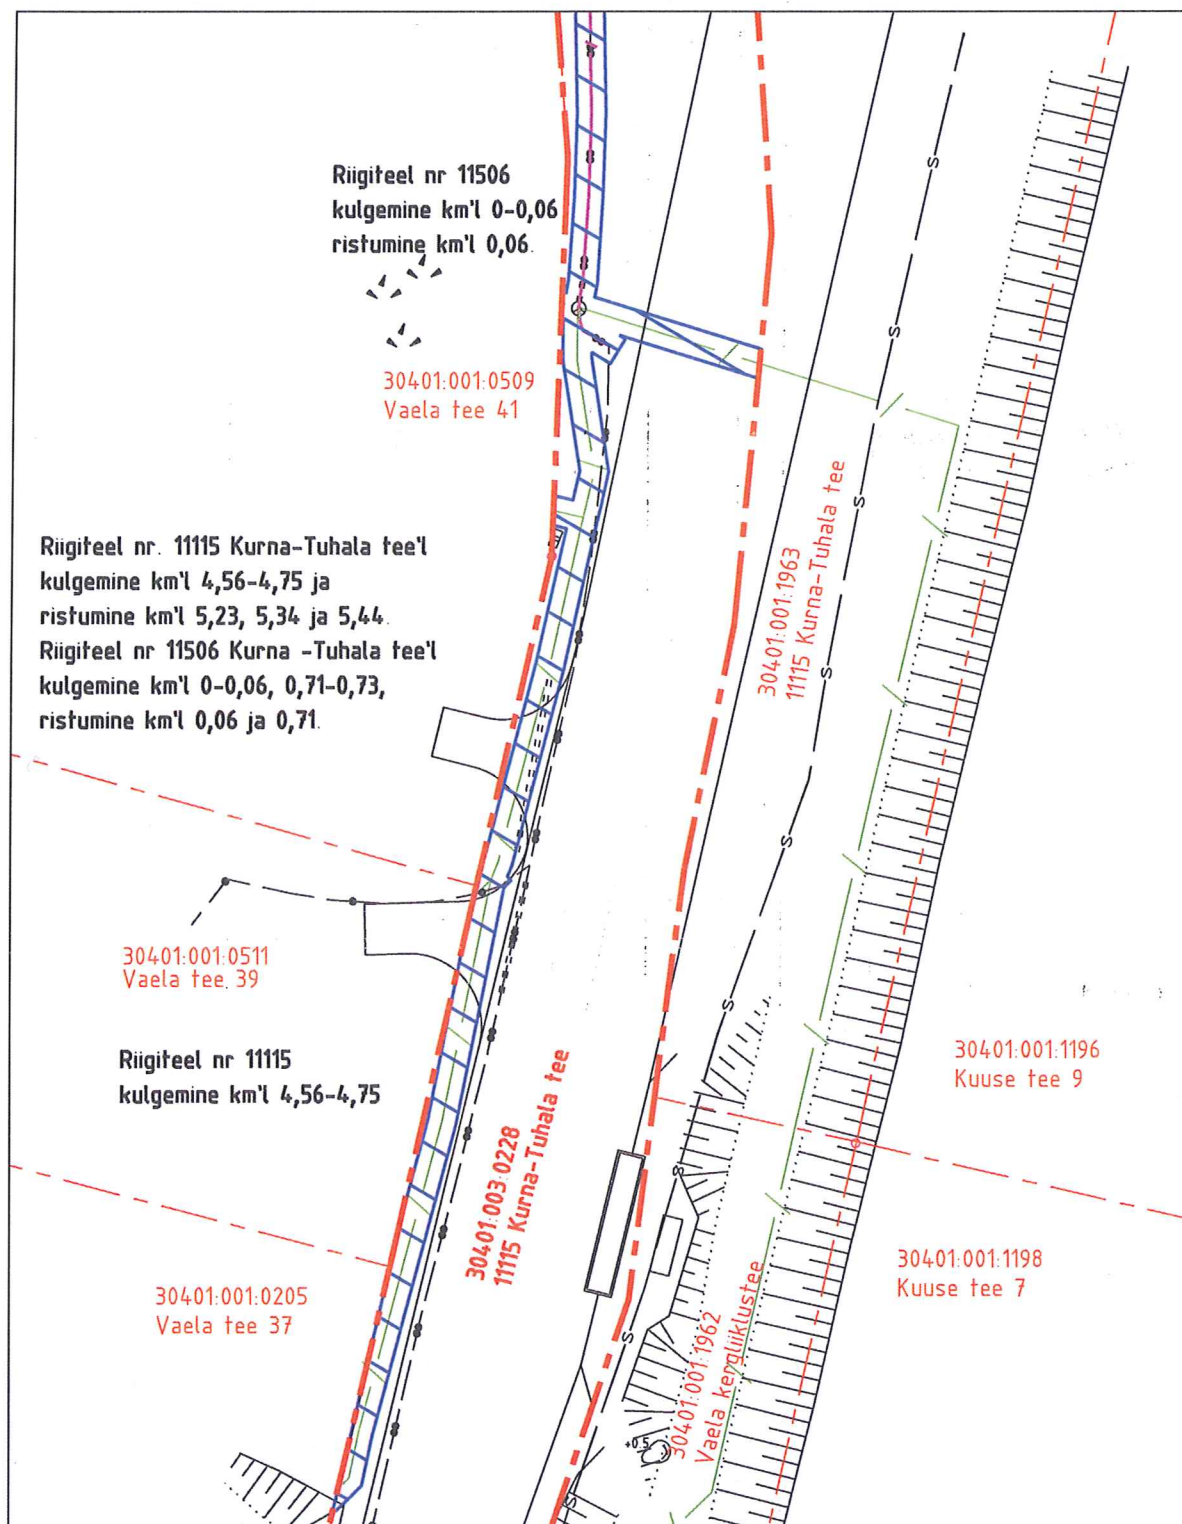 Riigiteel nr 11506
kulgemine km'l 0-0,06
ristumine km'l 0,06.
30401:001:0509
Vaela tee 41
Riigiteel nr. 11115 Kurna-Tuhala tee'l
kulgemine km'l 4,56-4,75 ja
ristumine km'l 5,23, 5,34 ja 5,44.
Riigiteel nr 11506 Kurna -Tuhala tee'l
kulgemine km'l 0-0,06, 0,71-0,73,
ristumine km'l 0,06 ja 0,71.
30401:001:1963
11115 Kurna-Tuhala tee
30401:001:0511
Vaela tee 39
Riigiteel nr 11115
kulgemine km'l 4,56-4,75
30401:003:0228
11115 Kurna-Tuhala tee
30401:001:1196
Kuuse tee 9
30401:001:1198
Kuuse tee 7
30401:001:0205
Vaela tee 37
30401:001:1962
Vaela kergliiklustee
+0.5
S
S
S
S
S
S
S
S
S